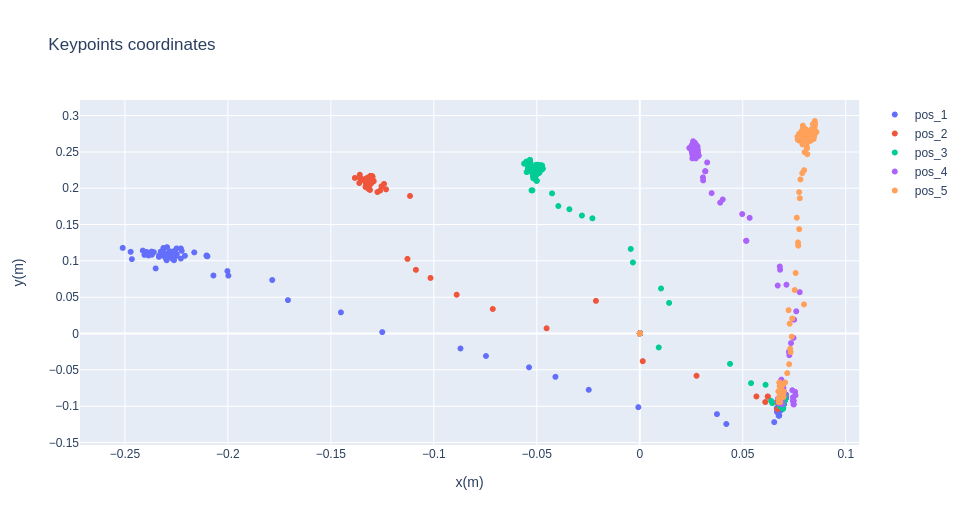 Keypoints coordinates
0.3
0.25
0.2
0.15
0.1
0.05
0
−0.05
−0.1
−0.15
y(m)
−0.25 −0.2 −0.15 −0.1 −0.05 0 0.05 0.1
x(m)
pos_1
pos_2
pos_3
pos_4
pos_5